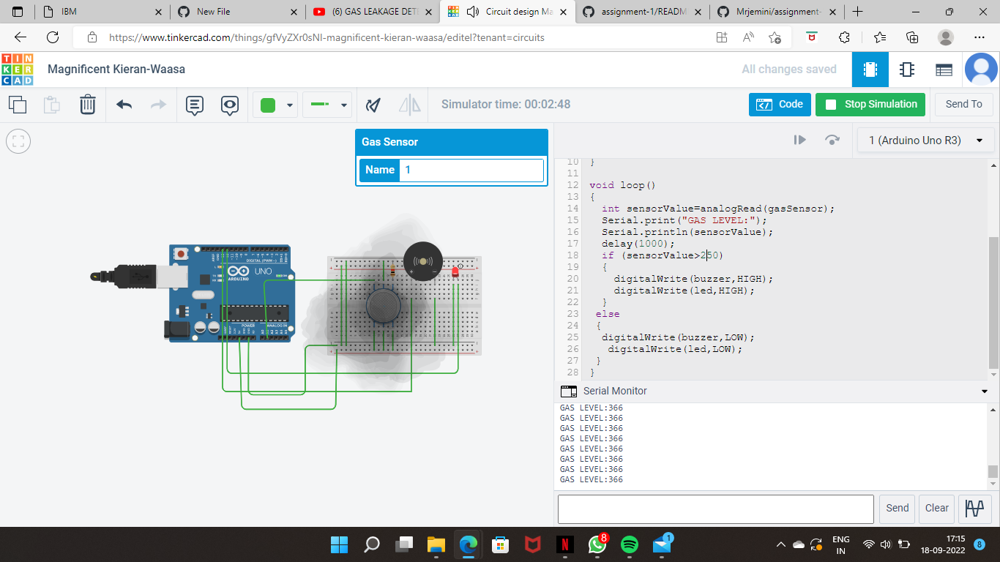 IBM
New File
(6) GAS LEAKAGE DET
Circuit design Ma
assignment-1/READM
Mrjemini/assignment-
https://www.tinkercad.com/things/gfVyZXr0sNI-magnificent-kieran-waasa/editel?tenant=circuits
TIN
KER
CAD
Magnificent Kieran-Waasa
All changes saved
Simulator time: 00:02:48
Code
Stop Simulation
Send To
Gas Sensor
Name 1
1 (Arduino Uno R3)
DIGITAL (PWM~)
UNO
ARDUINO
POWER
ANALOG IN
10 }
11
12 void loop()
13 {
14 int sensorValue=analogRead(gasSensor);
15 Serial.print("GAS LEVEL:");
16 Serial.println(sensorValue);
17 delay(1000);
18 if (sensorValue>250)
19 {
20 digitalWrite(buzzer,HIGH);
21 digitalWrite(led,HIGH);
22 }
23 else
24 {
25 digitalWrite(buzzer,LOW);
26 digitalWrite(led,LOW);
27 }
28 }
Serial Monitor
GAS LEVEL:366
GAS LEVEL:366
GAS LEVEL:366
GAS LEVEL:366
GAS LEVEL:366
GAS LEVEL:366
GAS LEVEL:366
GAS LEVEL:366
Send
Clear
8
1
ENG
IN
17:15
18-09-2022
8